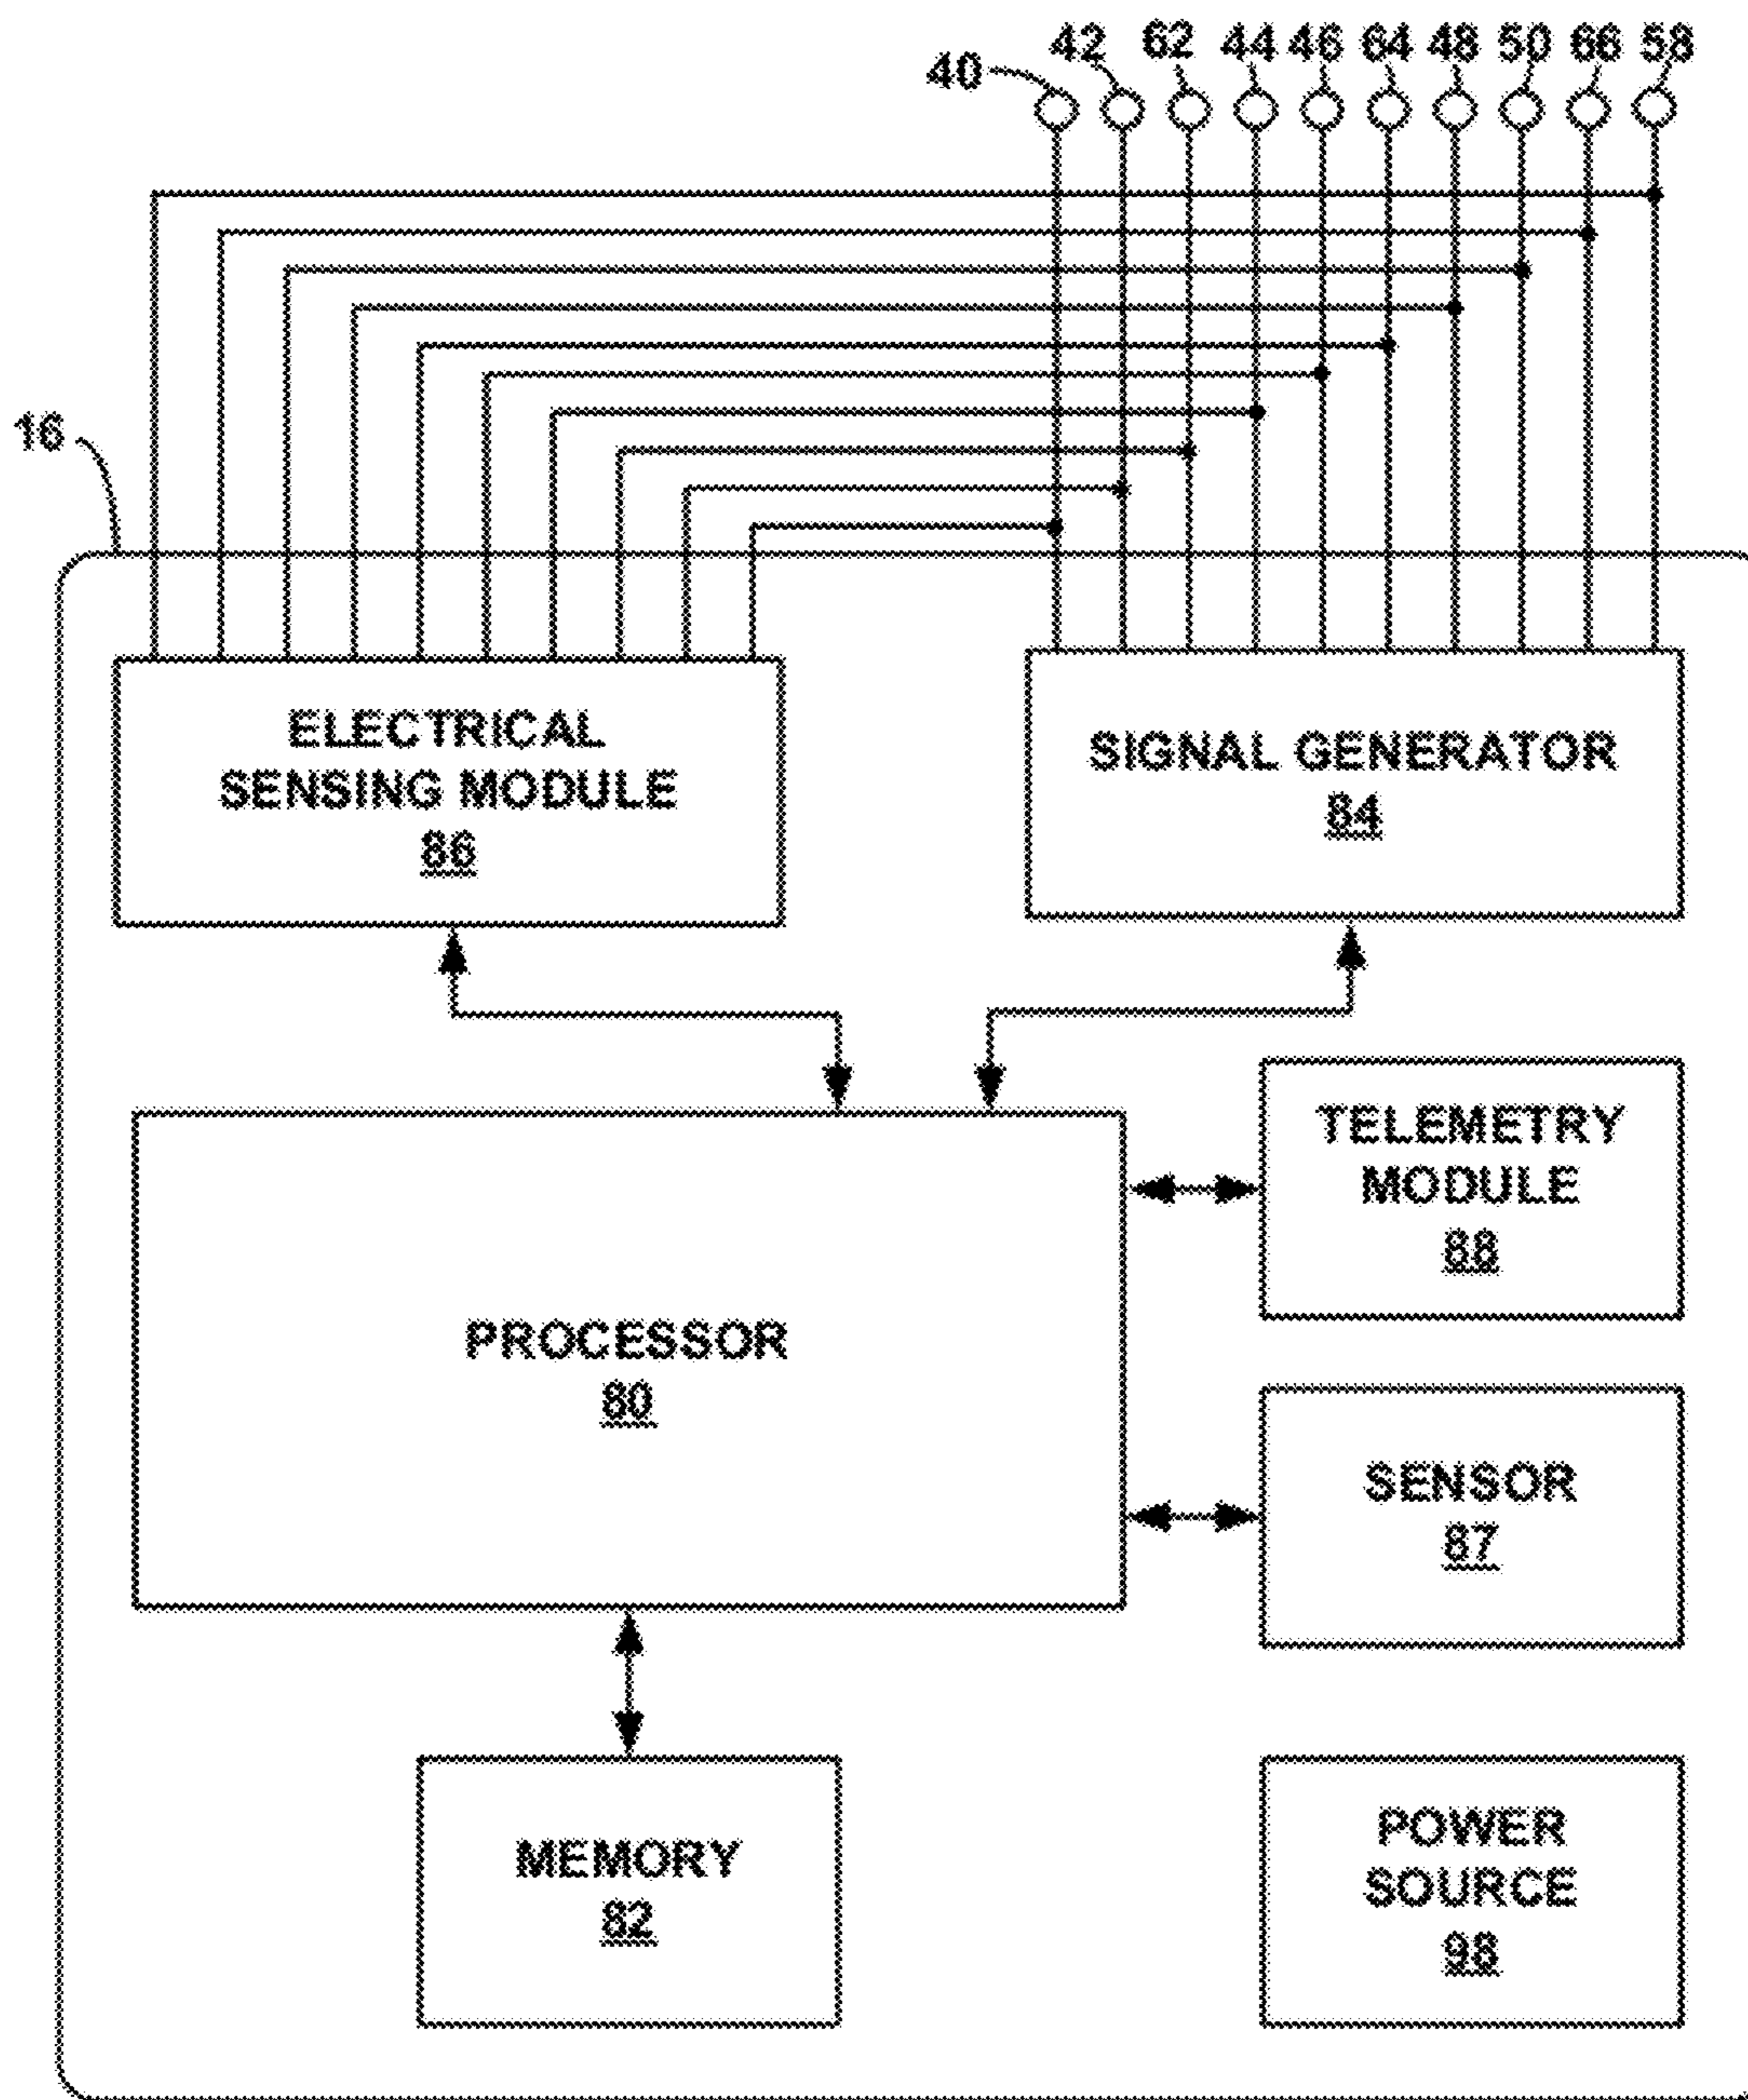 40 42 62 44 46 64 48 50 66 58
16
ELECTRICAL
SENSING MODULE
86
SIGNAL GENERATOR
84
TELEMETRY
MODULE
88
PROCESSOR
80
SENSOR
87
MEMORY
82
POWER
SOURCE
98